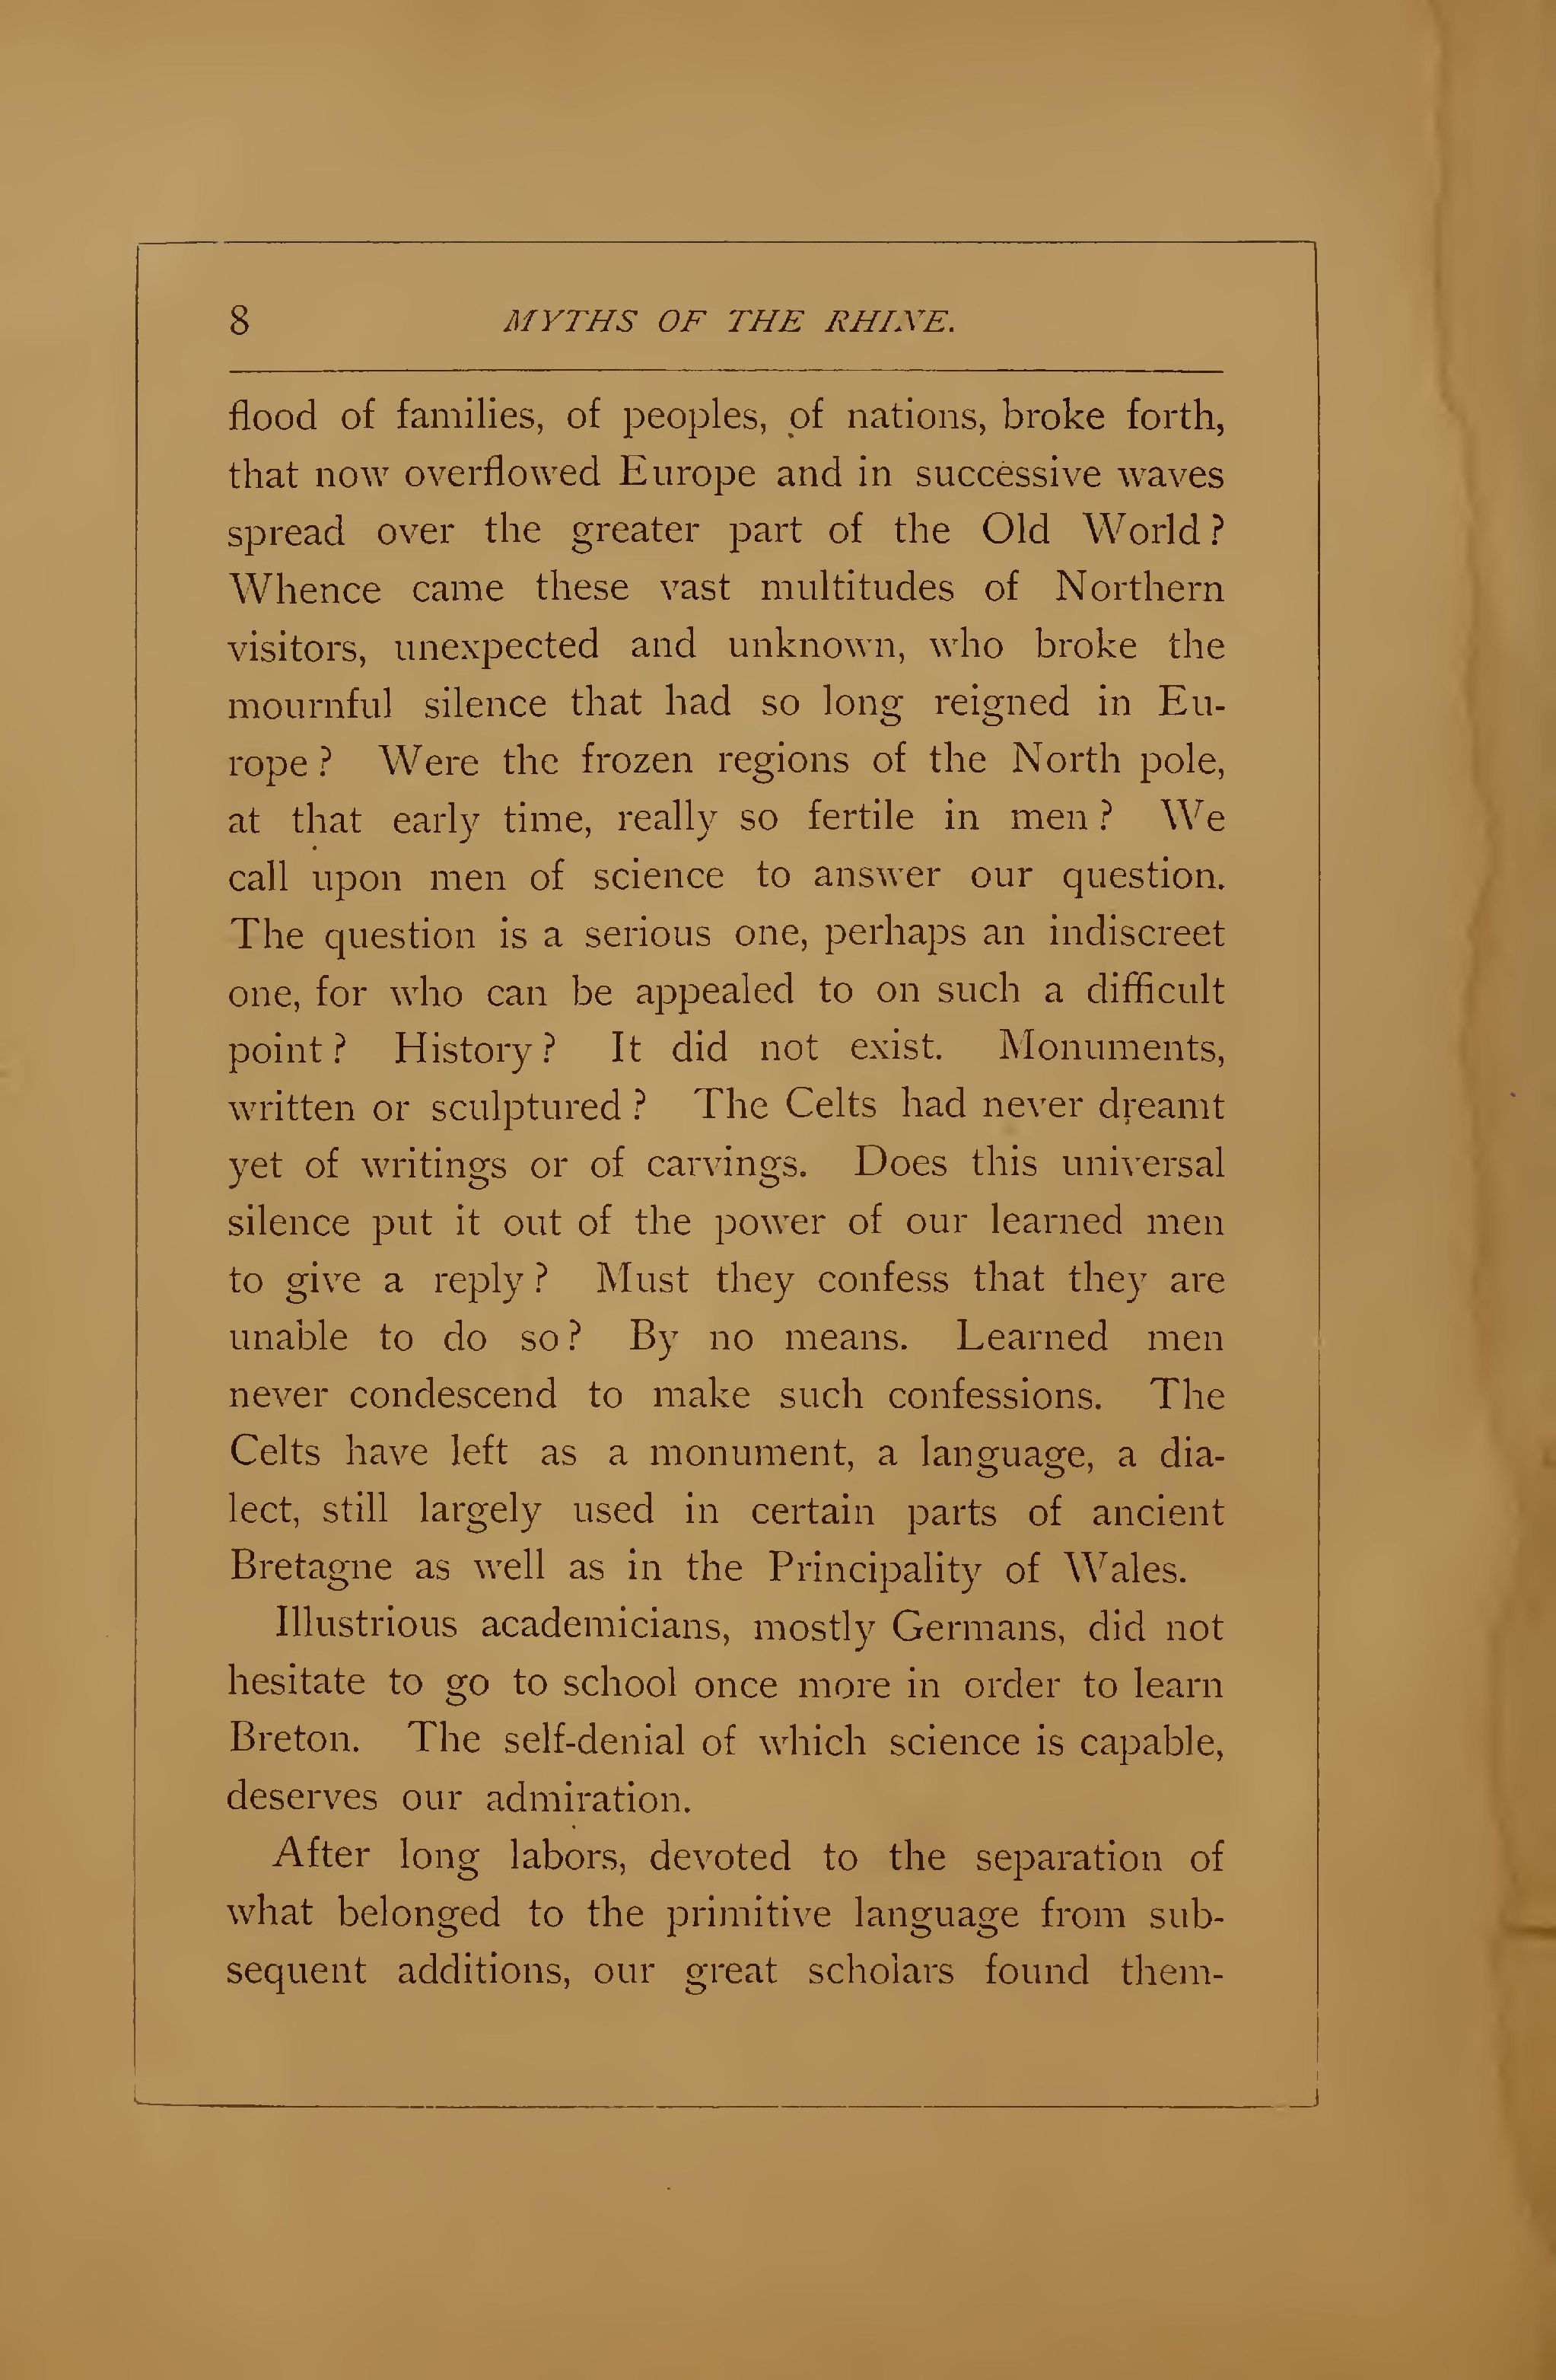 8 MYTHS OF THE RHINE.
flood of families, of peoples, of nations, broke forth,
that now overflowed Europe and in successive waves
spread over the greater part of the Old World?
Whence came these vast multitudes of Northern
visitors, unexpected and unknown, who broke the
mournful silence that had so long reigned in Eu-
rope? Were the frozen regions of the North pole,
at that early time, really so fertile in men? We
call upon men of science to answer our question.
The question is a serious one, perhaps an indiscreet
one, for who can be appealed to on such a difficult
point? History? It did not exist. Monuments,
written or sculptured? The Celts had never dreamt
yet of writings or of carvings. Does this universal
silence put it out of the power of our learned men
to give a reply? Must they confess that they are
unable to do so? By no means. Learned men
never condescend to make such confessions. The
Celts have left as a monument, a language, a dia-
lect, still largely used in certain parts of ancient
Bretagne as well as in the Principality of Wales.
Illustrious academicians, mostly Germans, did not
hesitate to go to school once more in order to learn
Breton. The self-denial of which science is capable,
deserves our admiration.
After long labors, devoted to the separation of
what belonged to the primitive language from sub-
sequent additions, our great scholars found them-